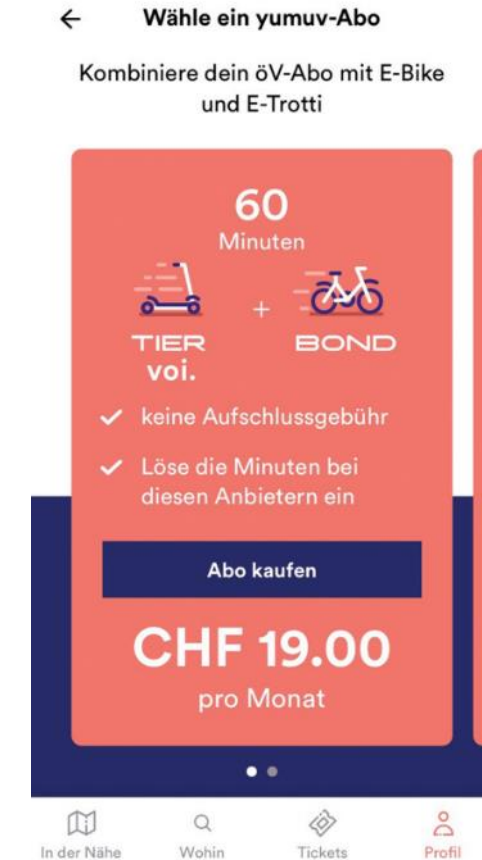 Wähle ein yumuv-Abo
Kombiniere dein öV-Abo mit E-Bike
und E-Trotti
60
Minuten
+
TIER BOND
voi.
keine Aufschlussgebühr
Löse die Minuten bei
diesen Anbietern ein
Abo kaufen
CHF 19.00
pro Monat
In der Nähe Wohin Tickets Profil